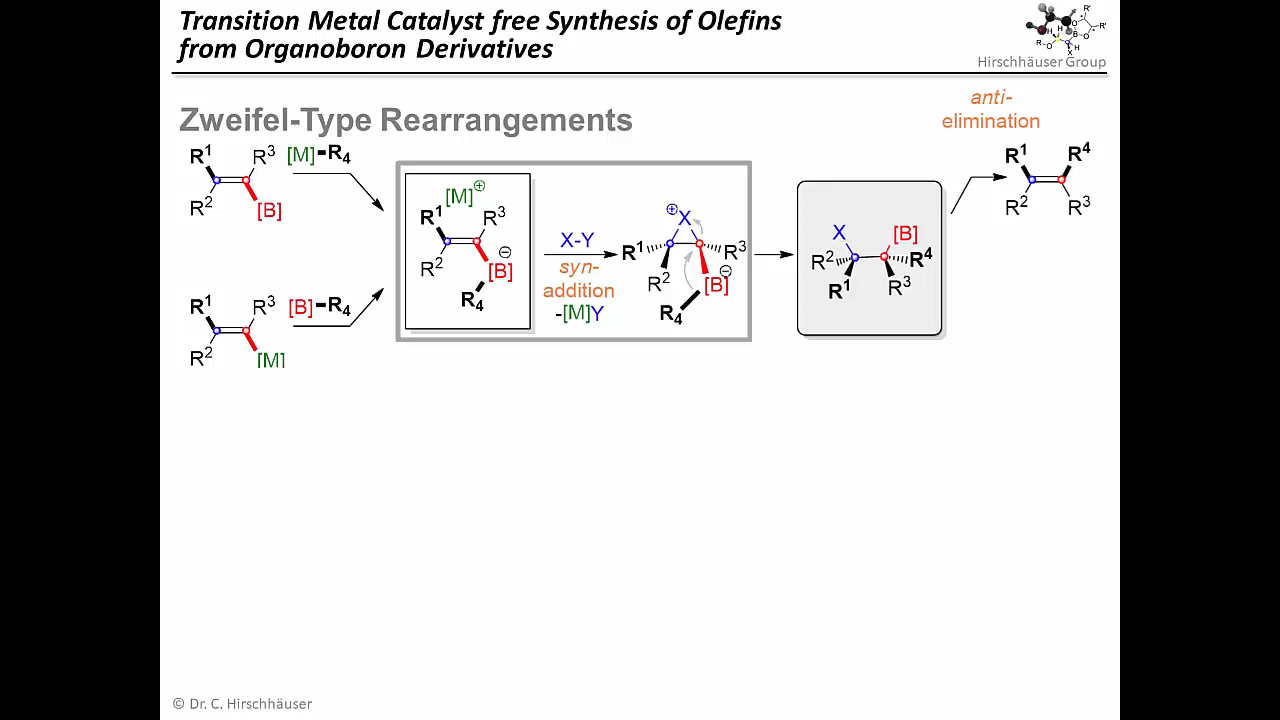 Transition Metal Catalyst free Synthesis of Olefins
from Organoboron Derivatives
Hirschhäuser Group
Zweifel-Type Rearrangements
anti-
elimination
R¹ R³ [M]-R₄
R² [B]
R¹ R³ [B]-R₄
R² [M]
[M]⊕
R¹ R³
R² ⊖
[B]
R₄
X-Y
syn-
addition
-[M]Y
⊕ X
R¹ R³
R² ⊖
[B]
R₄
X [B]
R² R⁴
R¹ R³
R¹ R⁴
R² R³
© Dr. C. Hirschhäuser